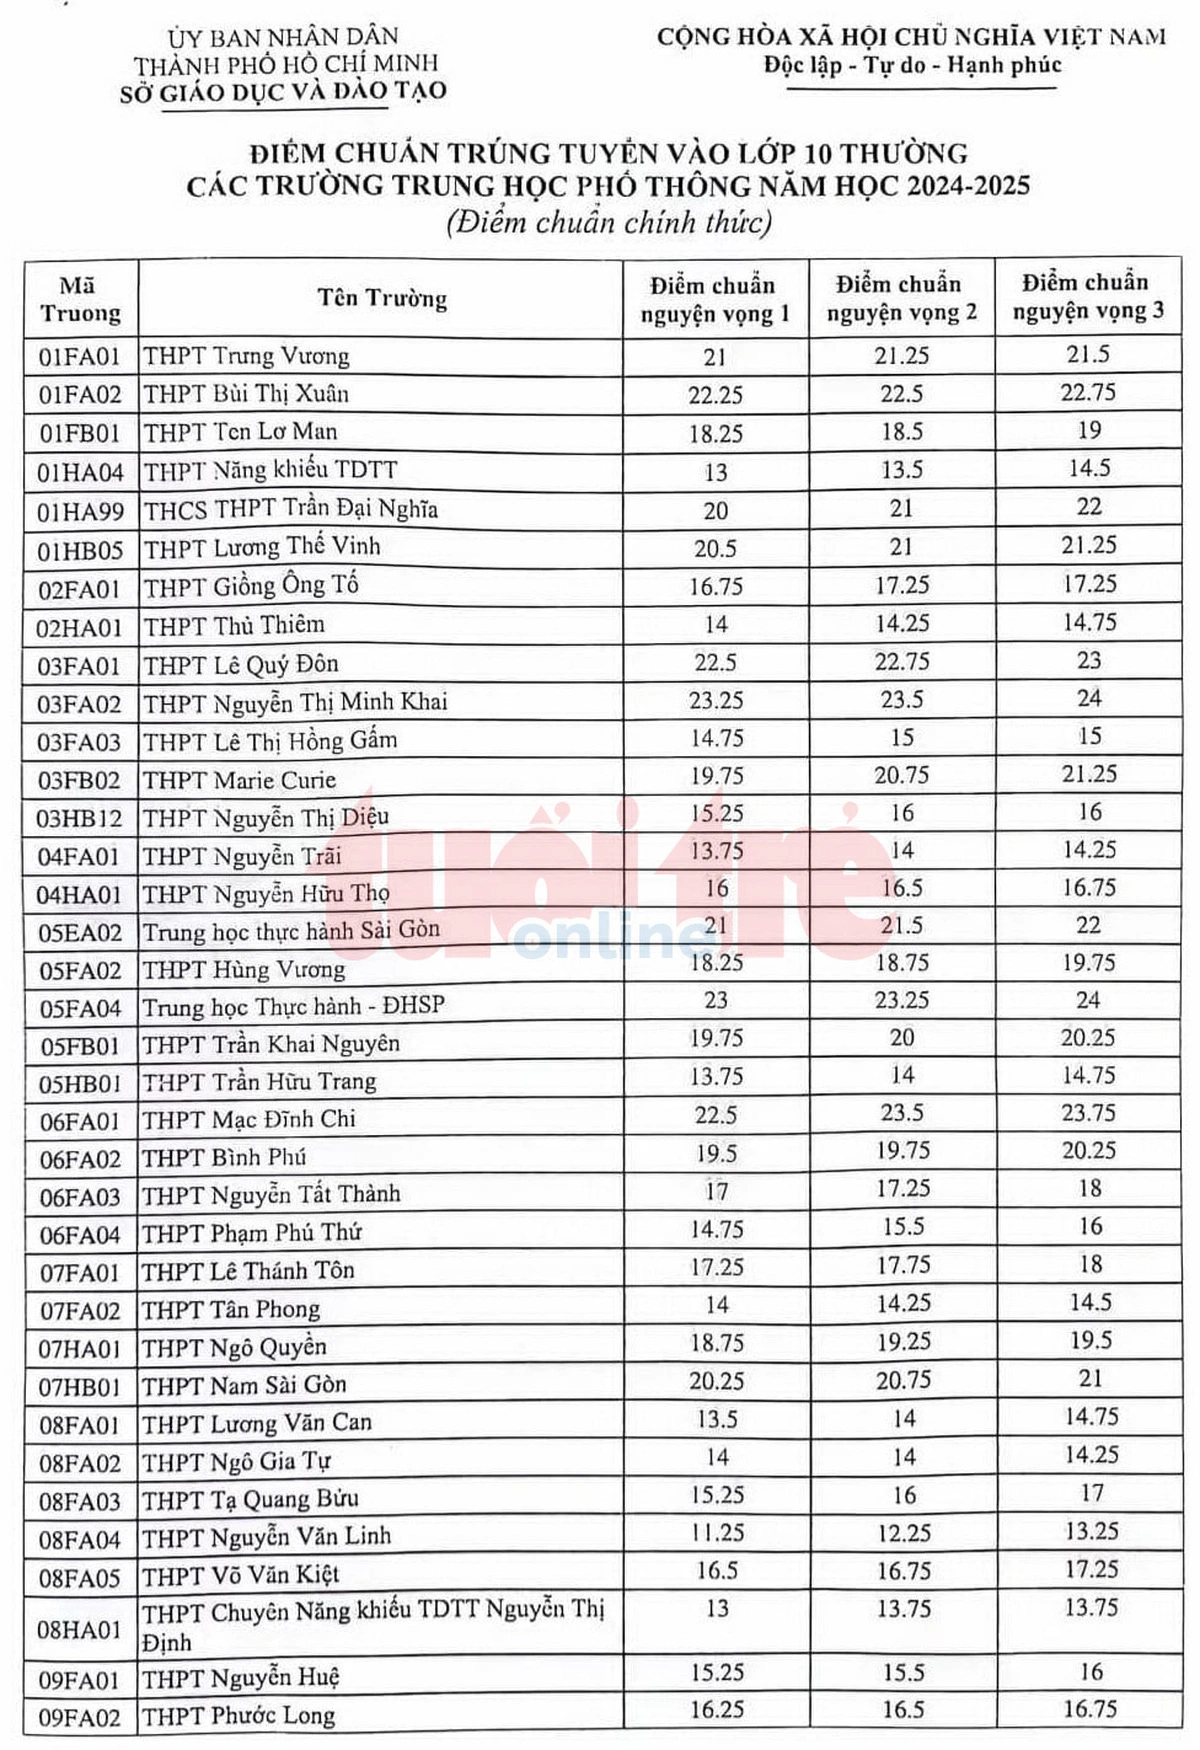 ỦY BAN NHÂN DÂN
THÀNH PHỐ HỒ CHÍ MINH
SỞ GIÁO DỤC VÀ ĐÀO TẠO
CỘNG HÒA XÃ HỘI CHỦ NGHĨA VIỆT NAM
Độc lập - Tự do - Hạnh phúc
ĐIỂM CHUẨN TRÚNG TUYỂN VÀO LỚP 10 THƯỜNG
CÁC TRƯỜNG TRUNG HỌC PHỔ THÔNG NĂM HỌC 2024-2025
(Điểm chuẩn chính thức)
Mã Truong Tên Trường Điểm chuẩn nguyện vọng 1 Điểm chuẩn nguyện vọng 2 Điểm chuẩn nguyện vọng 3
01FA01 THPT Trưng Vương 21 21.25 21.5
01FA02 THPT Bùi Thị Xuân 22.25 22.5 22.75
01FB01 THPT Ten Lơ Man 18.25 18.5 19
01HA04 THPT Năng khiếu TDTT 13 13.5 14.5
01HA99 THCS THPT Trần Đại Nghĩa 20 21 22
01HB05 THPT Lương Thế Vinh 20.5 21 21.25
02FA01 THPT Giồng Ông Tố 16.75 17.25 17.25
02HA01 THPT Thủ Thiêm 14 14.25 14.75
03FA01 THPT Lê Quý Đôn 22.5 22.75 23
03FA02 THPT Nguyễn Thị Minh Khai 23.25 23.5 24
03FA03 THPT Lê Thị Hồng Gấm 14.75 15 15
03FB02 THPT Marie Curie 19.75 20.75 21.25
03HB12 THPT Nguyễn Thị Diệu 15.25 16 16
04FA01 THPT Nguyễn Trãi 13.75 14 14.25
04HA01 THPT Nguyễn Hữu Thọ 16 16.5 16.75
05EA02 Trung học thực hành Sài Gòn 21 21.5 22
05FA02 THPT Hùng Vương 18.25 18.75 19.75
05FA04 Trung học Thực hành - ĐHSP 23 23.25 24
05FB01 THPT Trần Khai Nguyên 19.75 20 20.25
05HB01 THPT Trần Hữu Trang 13.75 14 14.75
06FA01 THPT Mạc Đĩnh Chi 22.5 23.5 23.75
06FA02 THPT Bình Phú 19.5 19.75 20.25
06FA03 THPT Nguyễn Tất Thành 17 17.25 18
06FA04 THPT Phạm Phú Thứ 14.75 15.5 16
07FA01 THPT Lê Thánh Tôn 17.25 17.75 18
07FA02 THPT Tân Phong 14 14.25 14.5
07HA01 THPT Ngô Quyền 18.75 19.25 19.5
07HB01 THPT Nam Sài Gòn 20.25 20.75 21
08FA01 THPT Lương Văn Can 13.5 14 14.75
08FA02 THPT Ngô Gia Tự 14 14 14.25
08FA03 THPT Tạ Quang Bửu 15.25 16 17
08FA04 THPT Nguyễn Văn Linh 11.25 12.25 13.25
08FA05 THPT Võ Văn Kiệt 16.5 16.75 17.25
08HA01 THPT Chuyên Năng khiếu TDTT Nguyễn Thị Định 13 13.75 13.75
09FA01 THPT Nguyễn Huệ 15.25 15.5 16
09FA02 THPT Phước Long 16.25 16.5 16.75
tuổi trẻ
online